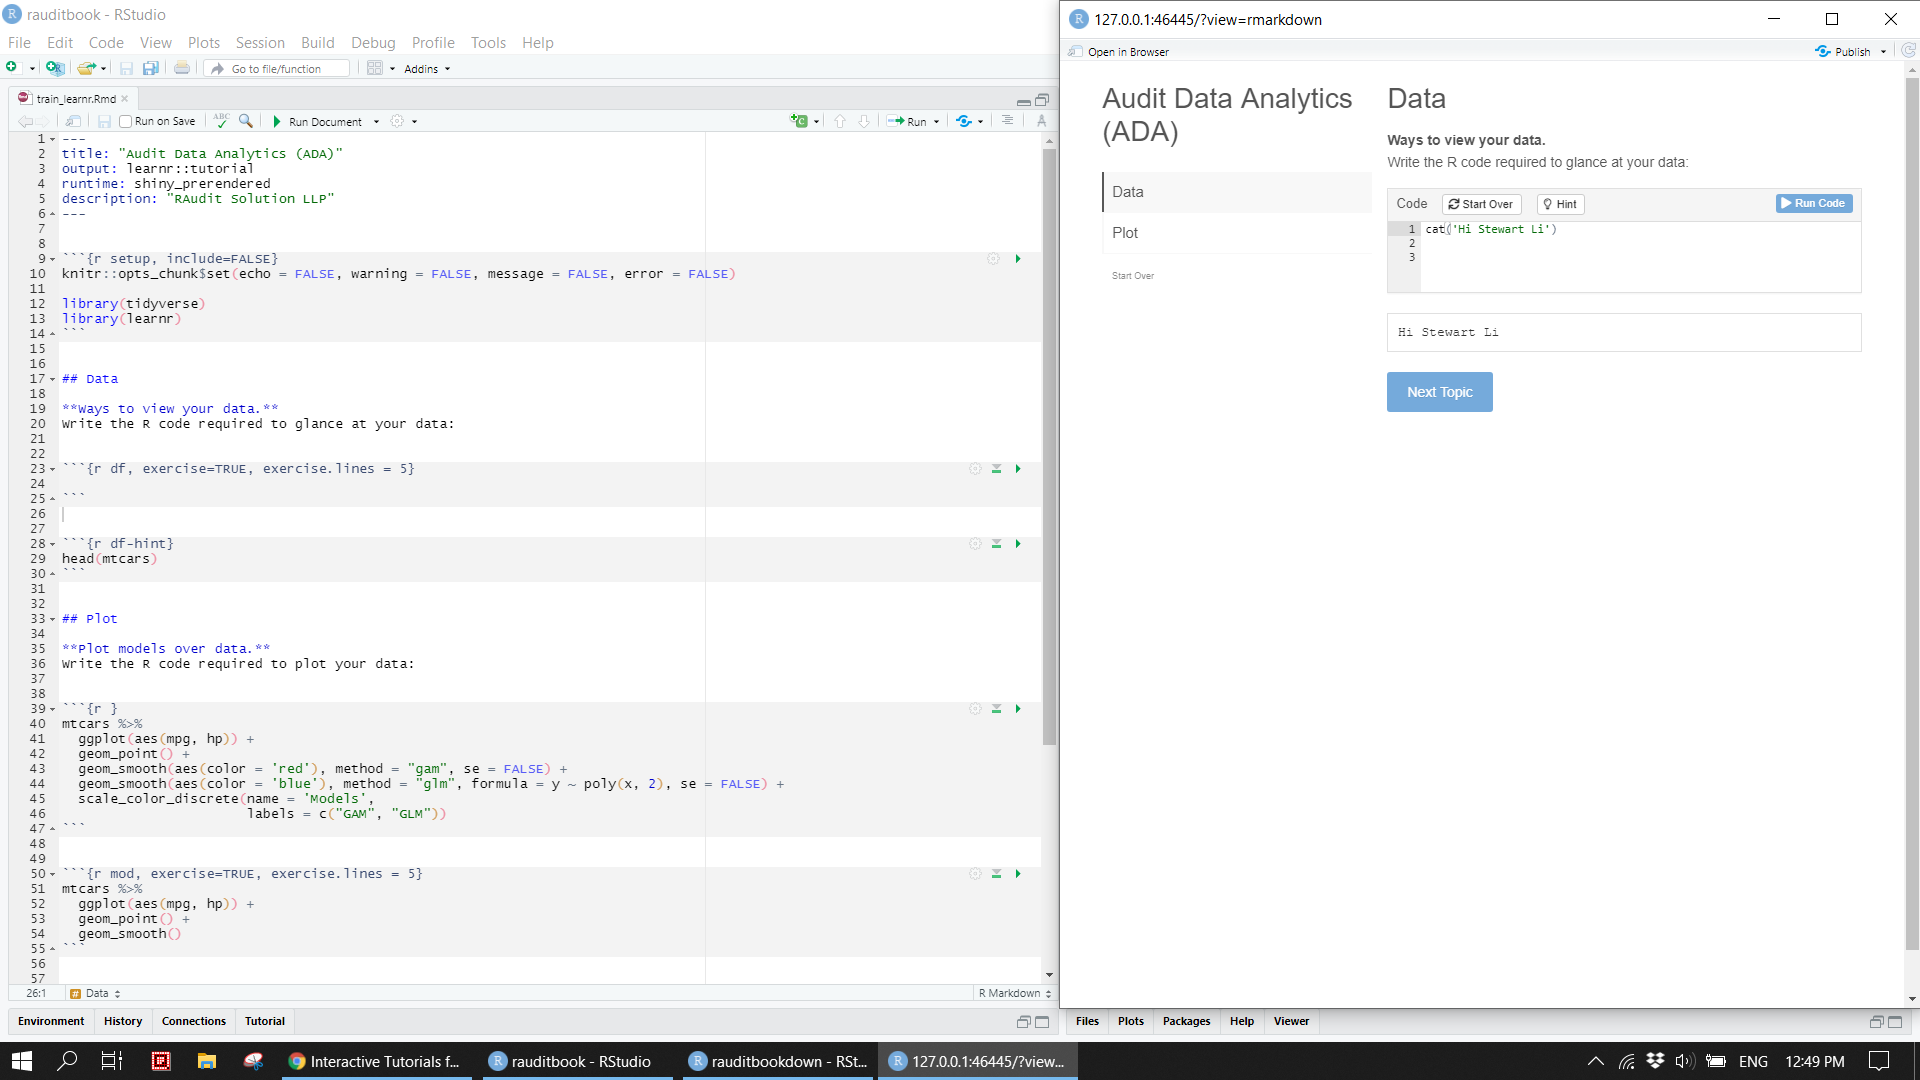 rauditbook - RStudio
File Edit Code View Plots Session Build Debug Profile Tools Help
Go to file/function Addins
train_learnr.Rmd
Run on Save ABC Run Document Run
1 ---
2 title: "Audit Data Analytics (ADA)"
3 output: learnr::tutorial
4 runtime: shiny_prerendered
5 description: "RAudit Solution LLP"
6 ---
7
8
9 ```{r setup, include=FALSE}
10 knitr::opts_chunk$set(echo = FALSE, warning = FALSE, message = FALSE, error = FALSE)
11
12 library(tidyverse)
13 library(learnr)
14 ```
15
16
17 ## Data
18
19 **Ways to view your data.**
20 Write the R code required to glance at your data:
21
22
23 ```{r df, exercise=TRUE, exercise.lines = 5}
24
25 ```
26
27
28 ```{r df-hint}
29 head(mtcars)
30 ```
31
32
33 ## Plot
34
35 **Plot models over data.**
36 Write the R code required to plot your data:
37
38
39 ```{r }
40 mtcars %>%
41 ggplot(aes(mpg, hp)) +
42 geom_point() +
43 geom_smooth(aes(color = 'red'), method = "gam", se = FALSE) +
44 geom_smooth(aes(color = 'blue'), method = "glm", formula = y ~ poly(x, 2), se = FALSE) +
45 scale_color_discrete(name = 'Models',
46 labels = c("GAM", "GLM"))
47 ```
48
49
50 ```{r mod, exercise=TRUE, exercise.lines = 5}
51 mtcars %>%
52 ggplot(aes(mpg, hp)) +
53 geom_point() +
54 geom_smooth()
55 ```
56
57
26:1 # Data R Markdown
Environment History Connections Tutorial
127.0.0.1:46445/?view=rmarkdown
Open in Browser Publish
Audit Data Analytics
(ADA)
Data
Plot
Start Over
Data
Ways to view your data.
Write the R code required to glance at your data:
Code Start Over Hint Run Code
1 cat('Hi Stewart Li')
2
3
Hi Stewart Li
Next Topic
Files Plots Packages Help Viewer
Interactive Tutorials f... rauditbook - RStudio rauditbookdown - RSt... 127.0.0.1:46445/?view... ENG 12:49 PM